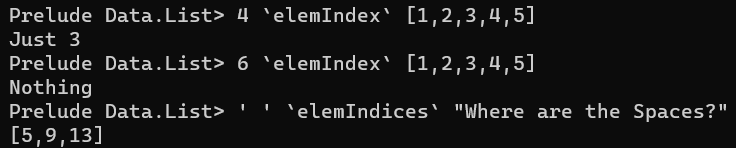 Prelude Data.List> 4 `elemIndex` [1,2,3,4,5]
Just 3
Prelude Data.List> 6 `elemIndex` [1,2,3,4,5]
Nothing
Prelude Data.List> ' ' `elemIndices` "Where are the Spaces?"
[5,9,13]